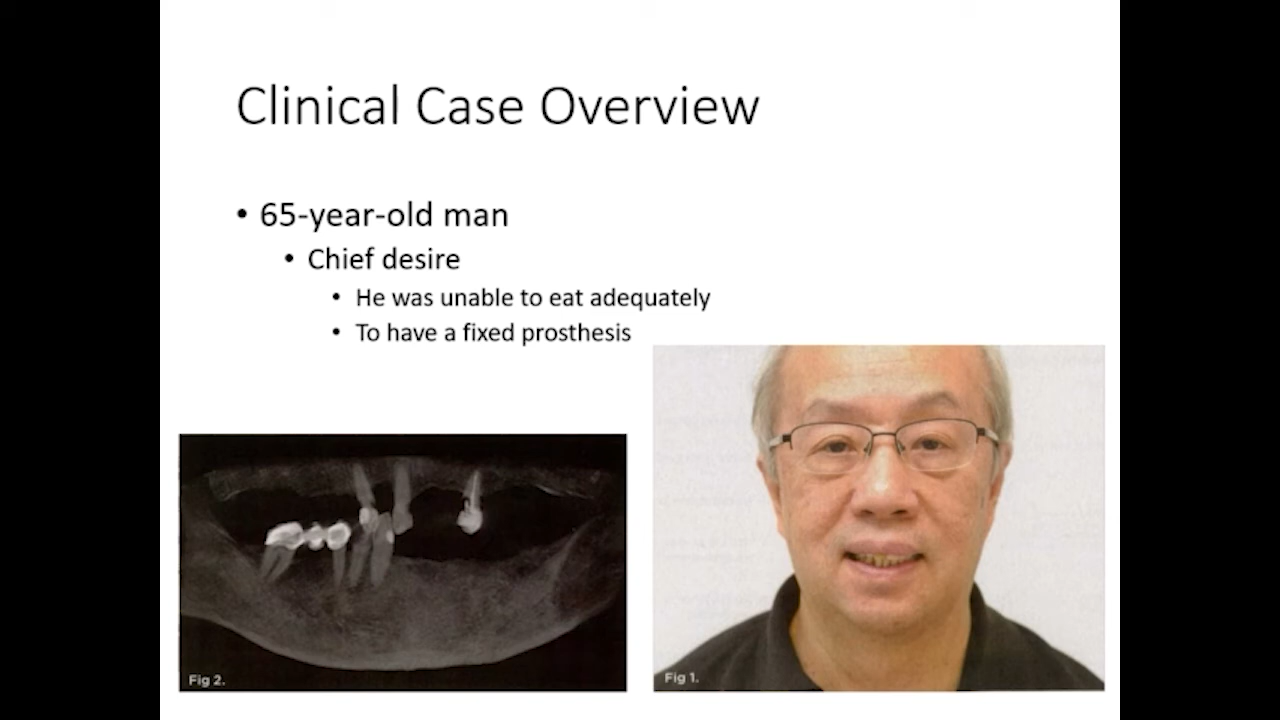 Clinical Case Overview
• 65-year-old man
• Chief desire
• He was unable to eat adequately
• To have a fixed prosthesis
Fig 2.
Fig 1.